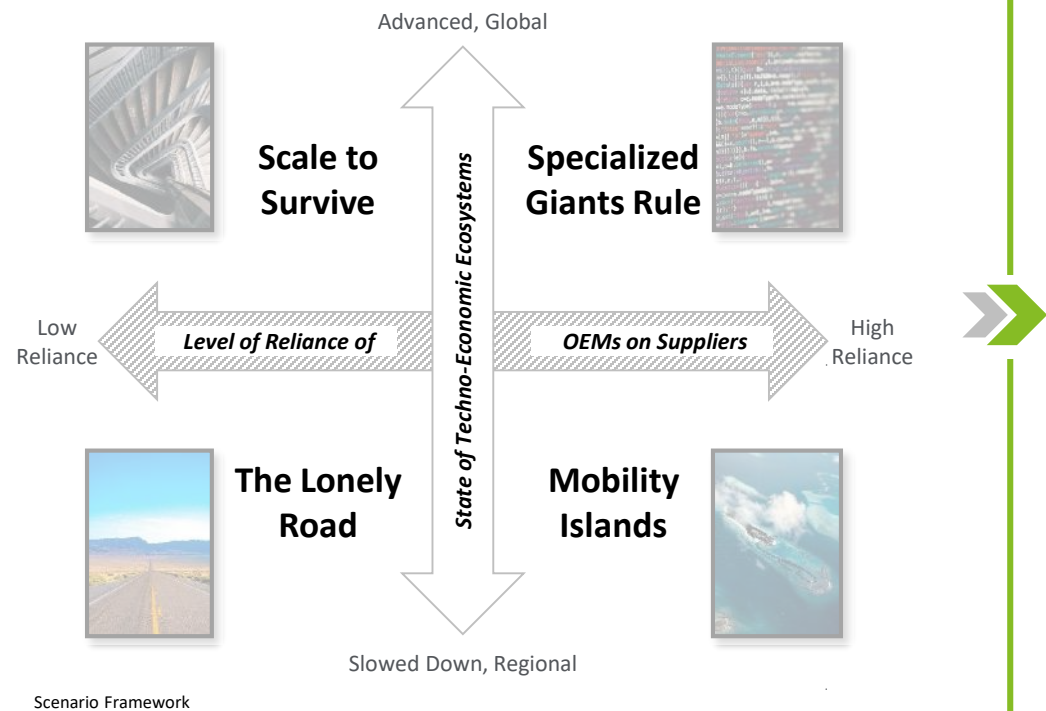 Advanced, Global
Scale to
Survive
Specialized
Giants Rule
State of Techno-Economic Ecosystems
Low
Reliance
Level of Reliance of
OEMs on Suppliers
High
Reliance
The Lonely
Road
Mobility
Islands
Slowed Down, Regional
Scenario Framework